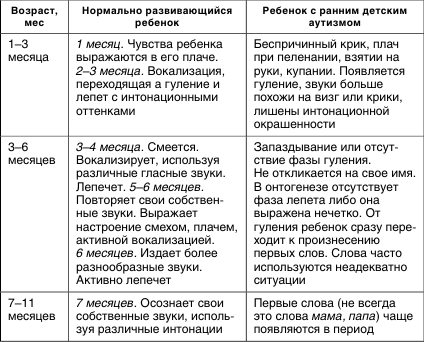 Возраст, мес
Нормально развивающийся ребенок
Ребенок с ранним детским аутизмом
1–3 месяца
1 месяц. Чувства ребенка
выражаются в его плаче.
2–3 месяца. Вокализация,
переходящая а гуление и
лепет с интонационными
оттенками
Беспричинный крик, плач
при пеленании, взятии на
руки, купании. Появляется
гуление, звуки больше
похожи на визг или крики,
лишены интонационной
окрашенности
3–6 месяцев
3–4 месяца. Смеется.
Вокализирует, используя
различные гласные звуки.
Лепечет. 5–6 месяцев.
Повторяет свои собствен-
ные звуки. Выражает
настроение смехом, плачем,
активной вокализацией.
6 месяцев. Издает более
разнообразные звуки.
Активно лепечет
Запаздывание или отсут-
ствие фазы гуления.
Не откликается на свое имя.
В онтогенезе отсутствует
фаза лепета либо она
выражена нечетко. От
гуления ребенок сразу пере-
ходит к произнесению
первых слов. Слова часто
используются неадекватно
ситуации
7–11 месяцев
7 месяцев. Осознает свои
собственные звуки, исполь-
зуя различные интонации
Первые слова (не всегда
это слова мама, папа) чаще
появляются в период